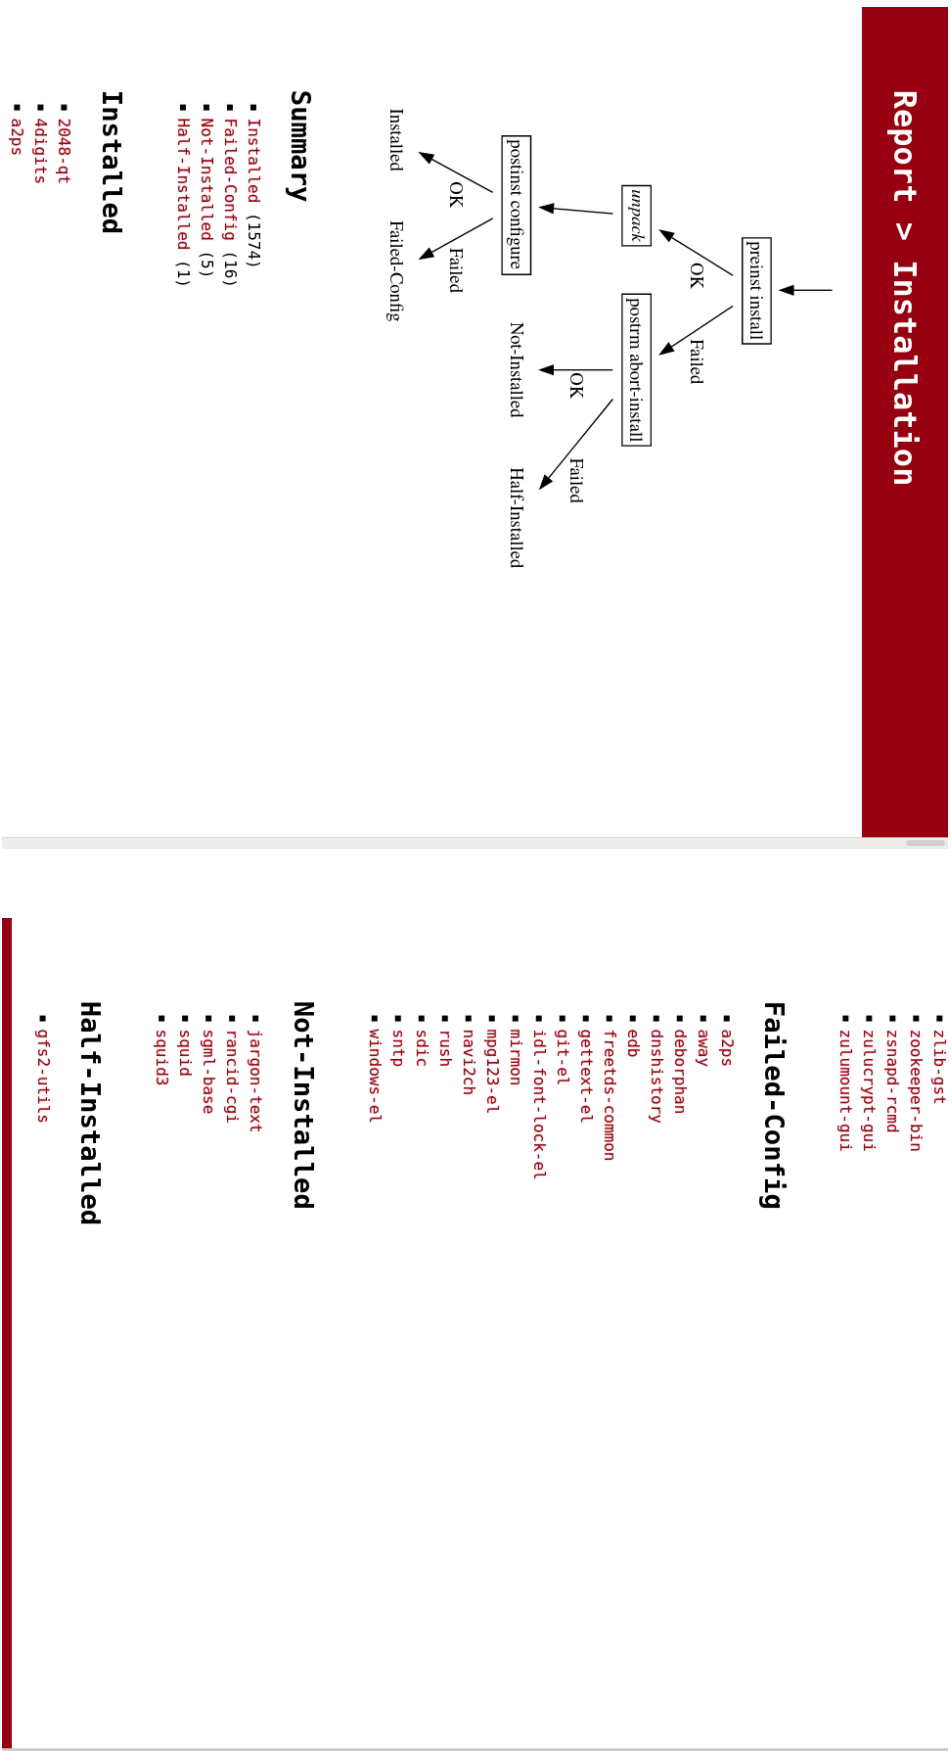 Report > Installation
preinst install
OK
Failed
unpack
postrm abort-install
OK
Failed
postinst configure
Not-Installed
Half-Installed
OK
Failed
Installed
Failed-Config
Summary
▪ Installed (1574)
▪ Failed-Config (16)
▪ Not-Installed (5)
▪ Half-Installed (1)
Installed
▪ 2048-qt
▪ 4digits
▪ a2ps
▪ zlib-gst
▪ zookeeper-bin
▪ zsnapd-rcmd
▪ zulucrypt-gui
▪ zulumount-gui
Failed-Config
▪ a2ps
▪ away
▪ deborphan
▪ dnshistory
▪ edb
▪ freetds-common
▪ gettext-el
▪ git-el
▪ idl-font-lock-el
▪ mirmon
▪ mpg123-el
▪ navi2ch
▪ rush
▪ sdic
▪ sntp
▪ windows-el
Not-Installed
▪ jargon-text
▪ rancid-cgi
▪ sgml-base
▪ squid
▪ squid3
Half-Installed
▪ gfs2-utils